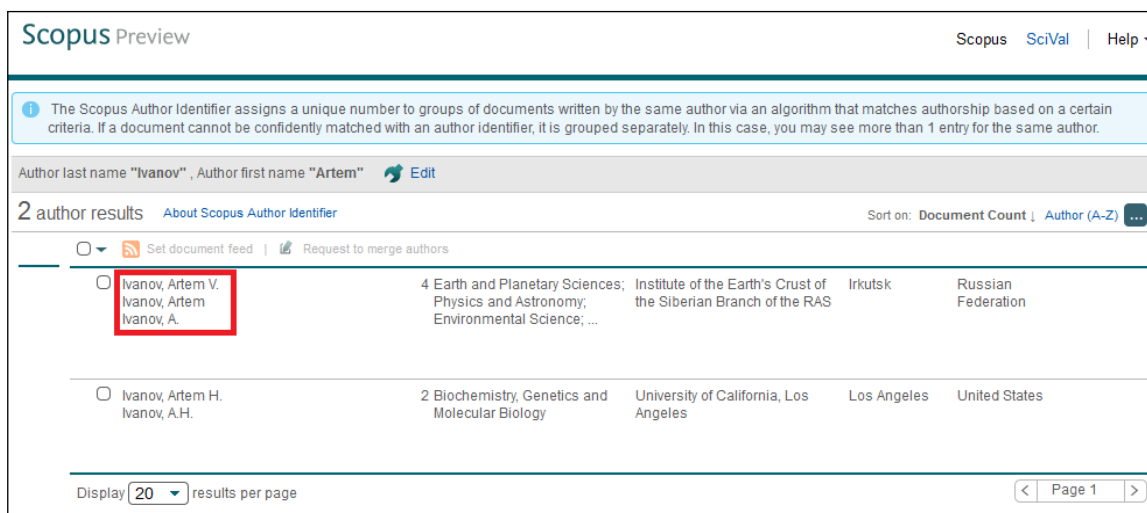 Scopus Preview
Scopus SciVal Help
The Scopus Author Identifier assigns a unique number to groups of documents written by the same author via an algorithm that matches authorship based on a certain
criteria. If a document cannot be confidently matched with an author identifier, it is grouped separately. In this case, you may see more than 1 entry for the same author.
Author last name "Ivanov" , Author first name "Artem" Edit
2 author results About Scopus Author Identifier Sort on: Document Count ↓ Author (A-Z) ...
Set document feed | Request to merge authors
Ivanov, Artem V. 4 Earth and Planetary Sciences; Institute of the Earth's Crust of Irkutsk Russian
Ivanov, Artem Physics and Astronomy; the Siberian Branch of the RAS Federation
Ivanov, A. Environmental Science; ...
Ivanov, Artem H. 2 Biochemistry, Genetics and University of California, Los Los Angeles United States
Ivanov, A.H. Molecular Biology Angeles
Display 20 results per page < Page 1 >